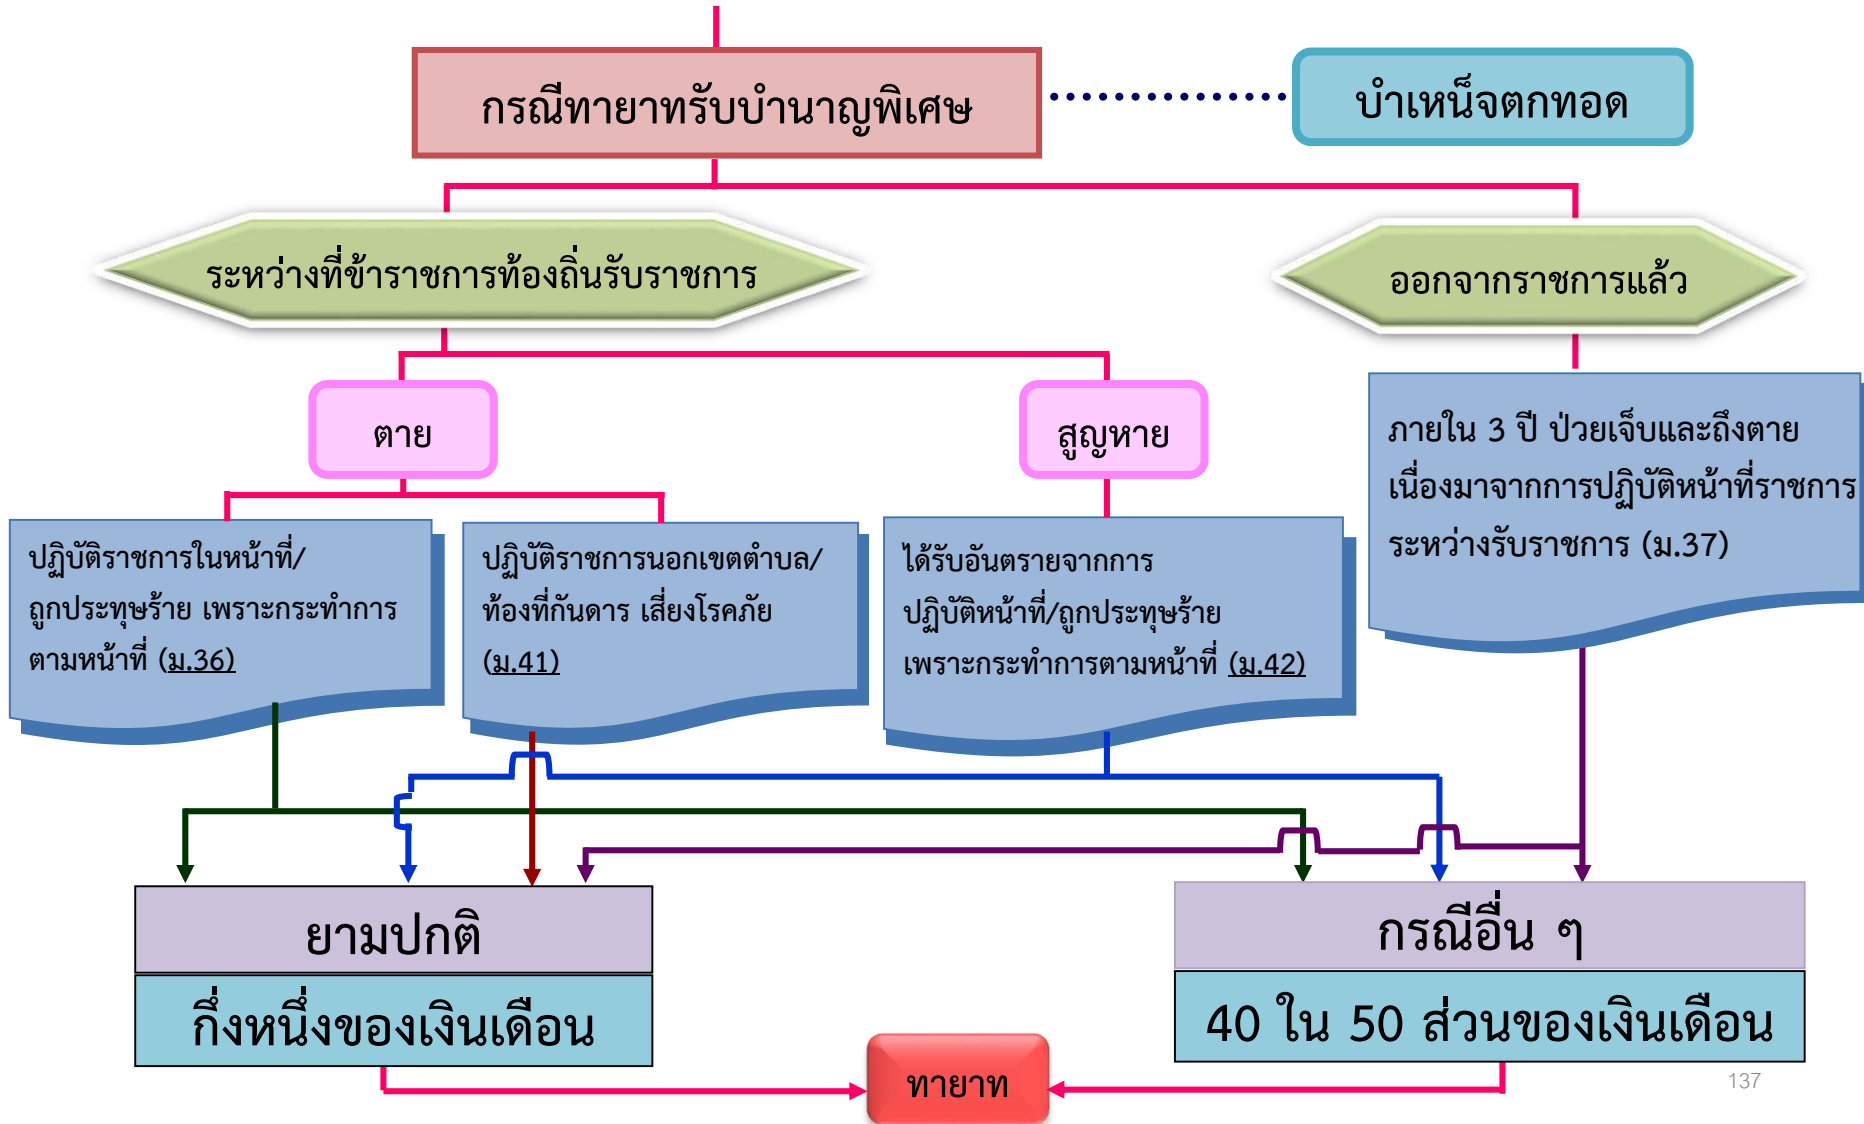 กรณีทายาทรับบำนาญพิเศษ
บำเหน็จตกทอด
ระหว่างที่ข้าราชการท้องถิ่นรับราชการ
ออกจากราชการแล้ว
ตาย
สูญหาย
ภายใน 3 ปี ป่วยเจ็บและถึงตาย
เนื่องมาจากการปฏิบัติหน้าที่ราชการ
ระหว่างรับราชการ (ม.37)
ปฏิบัติราชการในหน้าที่/
ถูกประทุษร้าย เพราะกระทำการ
ตามหน้าที่ (ม.36)
ปฏิบัติราชการนอกเขตตำบล/
ท้องที่กันดาร เสี่ยงโรคภัย
(ม.41)
ได้รับอันตรายจากการ
ปฏิบัติหน้าที่/ถูกประทุษร้าย
เพราะกระทำการตามหน้าที่ (ม.42)
ยามปกติ
กึ่งหนึ่งของเงินเดือน
กรณีอื่น ๆ
40 ใน 50 ส่วนของเงินเดือน
ทายาท
137